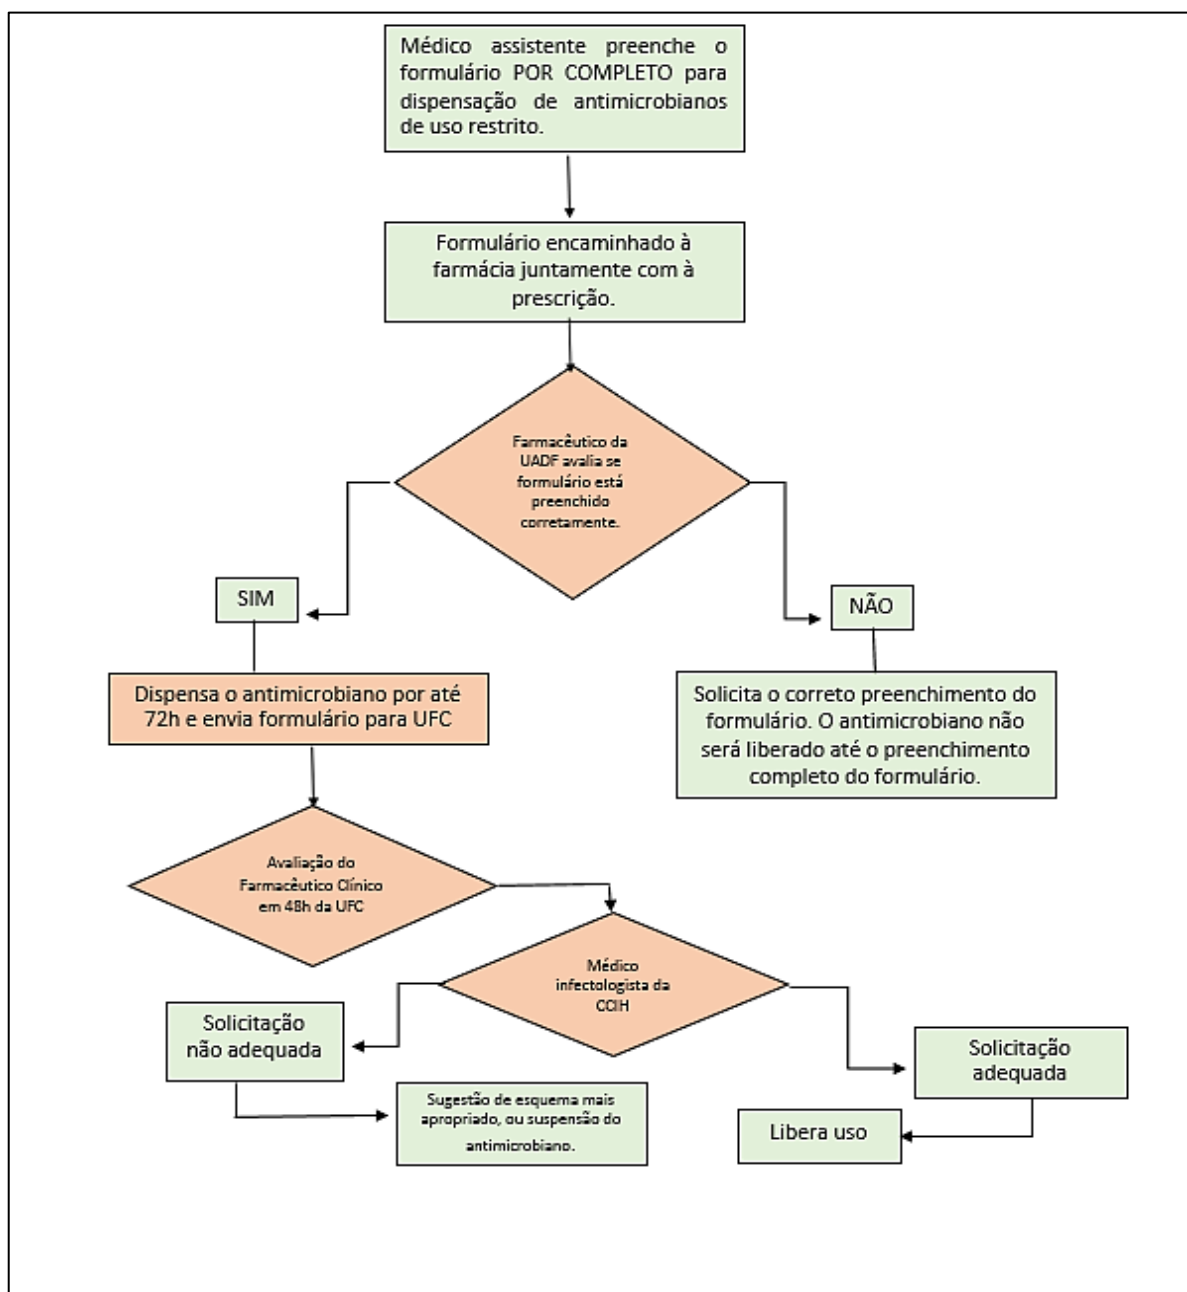 Médico assistente preenche o
formulário POR COMPLETO para
dispensação de antimicrobianos
de uso restrito.
Formulário encaminhado à
farmácia juntamente com à
prescrição.
Farmacêutico da
UADF avalia se
formulário está
preenchido
corretamente.
SIM
NÃO
Dispensa o antimicrobiano por até
72h e envia formulário para UFC
Solicita o correto preenchimento do
formulário. O antimicrobiano não
será liberado até o preenchimento
completo do formulário.
Avaliação do
Farmacêutico Clínico
em 48h da UFC
Médico
infectologista da
CCIH
Solicitação
não adequada
Solicitação
adequada
Sugestão de esquema mais
apropriado, ou suspensão do
antimicrobiano.
Libera uso